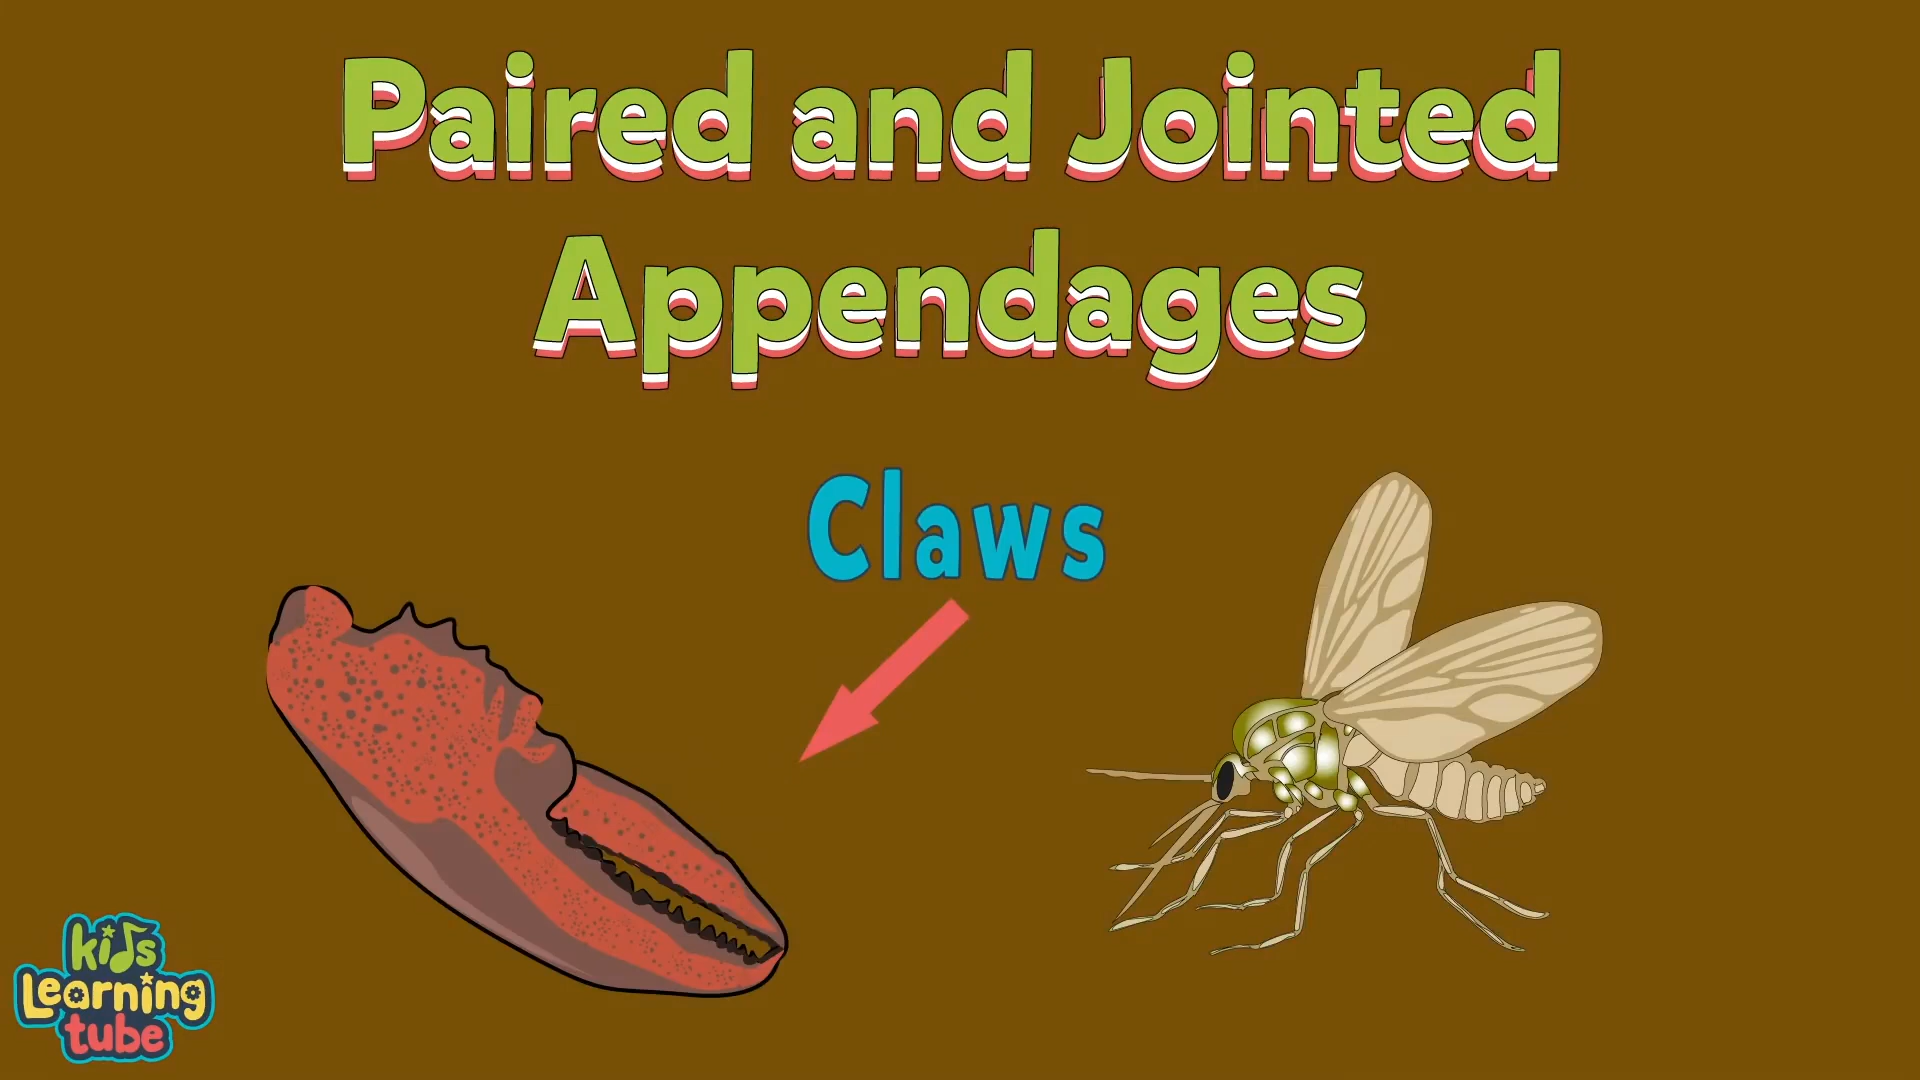 Paired and Jointed
Appendages
Claws
kids
Learning
tube